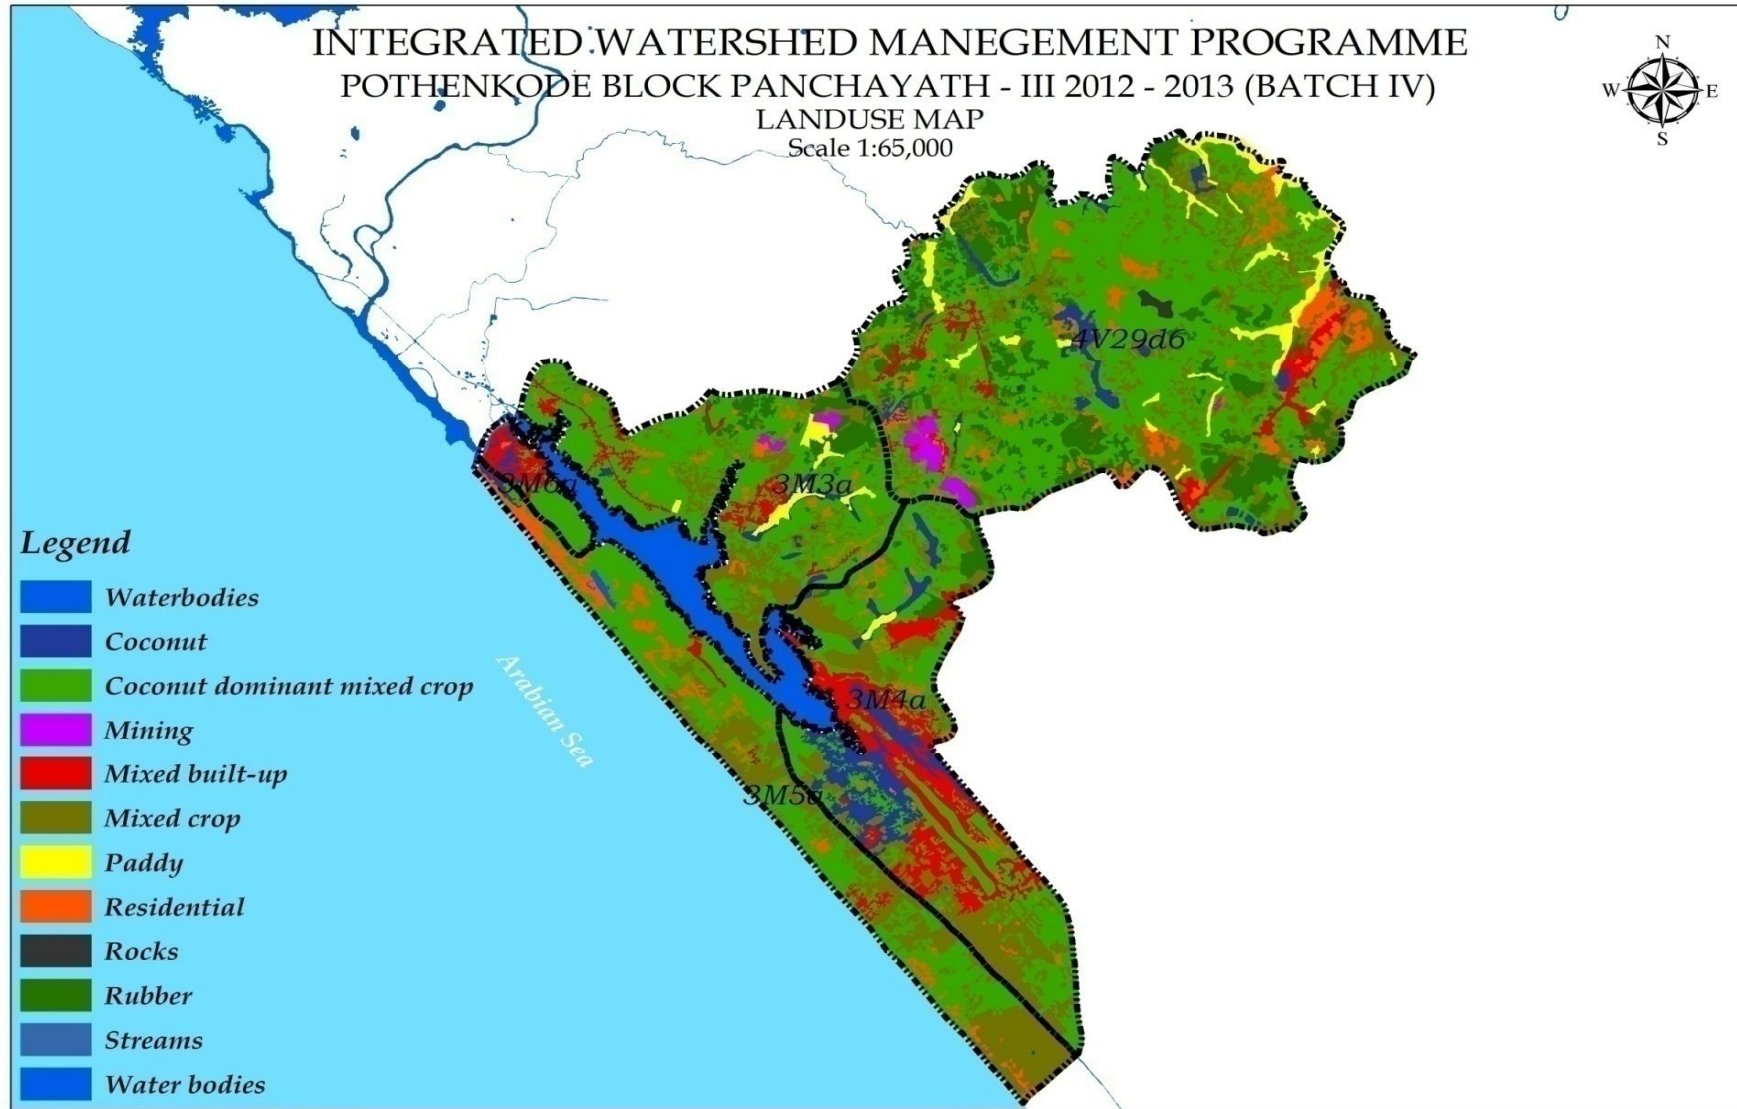 INTEGRATED WATERSHED MANEGEMENT PROGRAMME
POTHENKODE BLOCK PANCHAYATH - III 2012 - 2013 (BATCH IV)
LANDUSE MAP
Scale 1:65,000
N
W E
S
4V29d6
3M6a
3M3a
3M4a
3M5a
Arabian Sea
Legend
Waterbodies
Coconut
Coconut dominant mixed crop
Mining
Mixed built-up
Mixed crop
Paddy
Residential
Rocks
Rubber
Streams
Water bodies